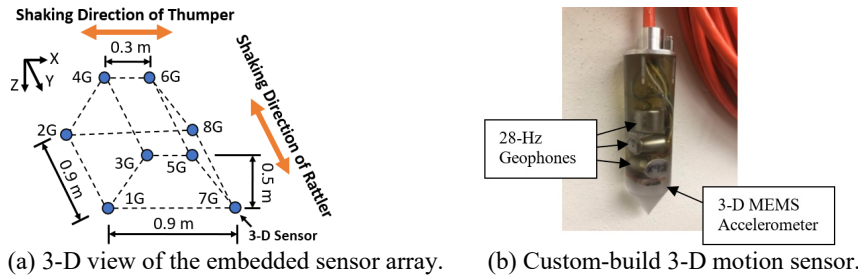 Shaking Direction of Thumper
0.3 m
X
Y
Z
4G
6G
Shaking Direction of Rattler
2G
8G
3G
5G
0.9 m
0.5 m
1G
7G
0.9 m
3-D Sensor
28-Hz
Geophones
3-D MEMS
Accelerometer
(a) 3-D view of the embedded sensor array.
(b) Custom-build 3-D motion sensor.